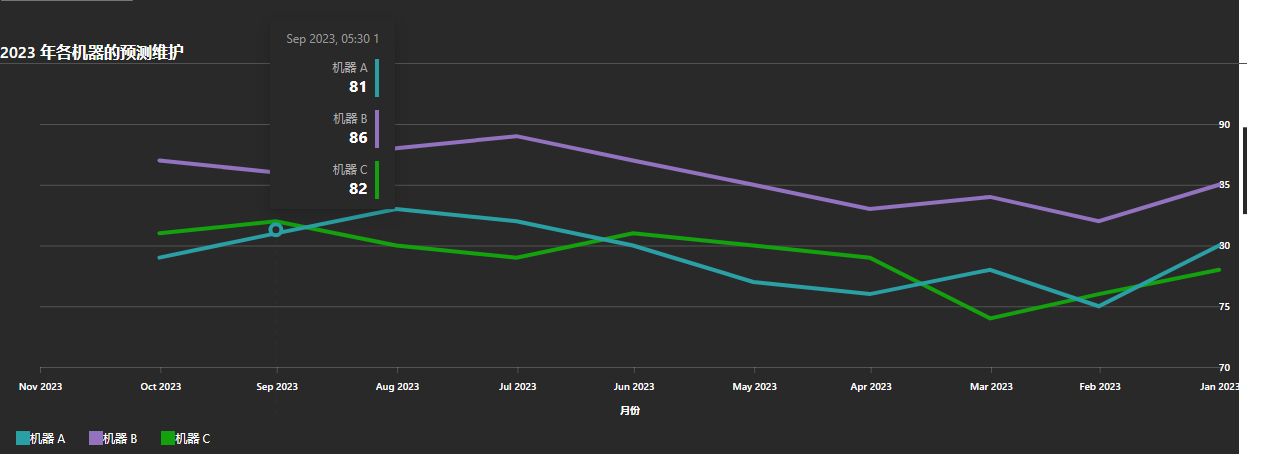 2023 年各机器的预测维护
Sep 2023, 05:30 1
机器 A
81
机器 B
86
机器 C
82
90
85
80
75
70
Nov 2023
Oct 2023
Sep 2023
Aug 2023
Jul 2023
Jun 2023
May 2023
Apr 2023
Mar 2023
Feb 2023
Jan 2023
月份
机器 A
机器 B
机器 C